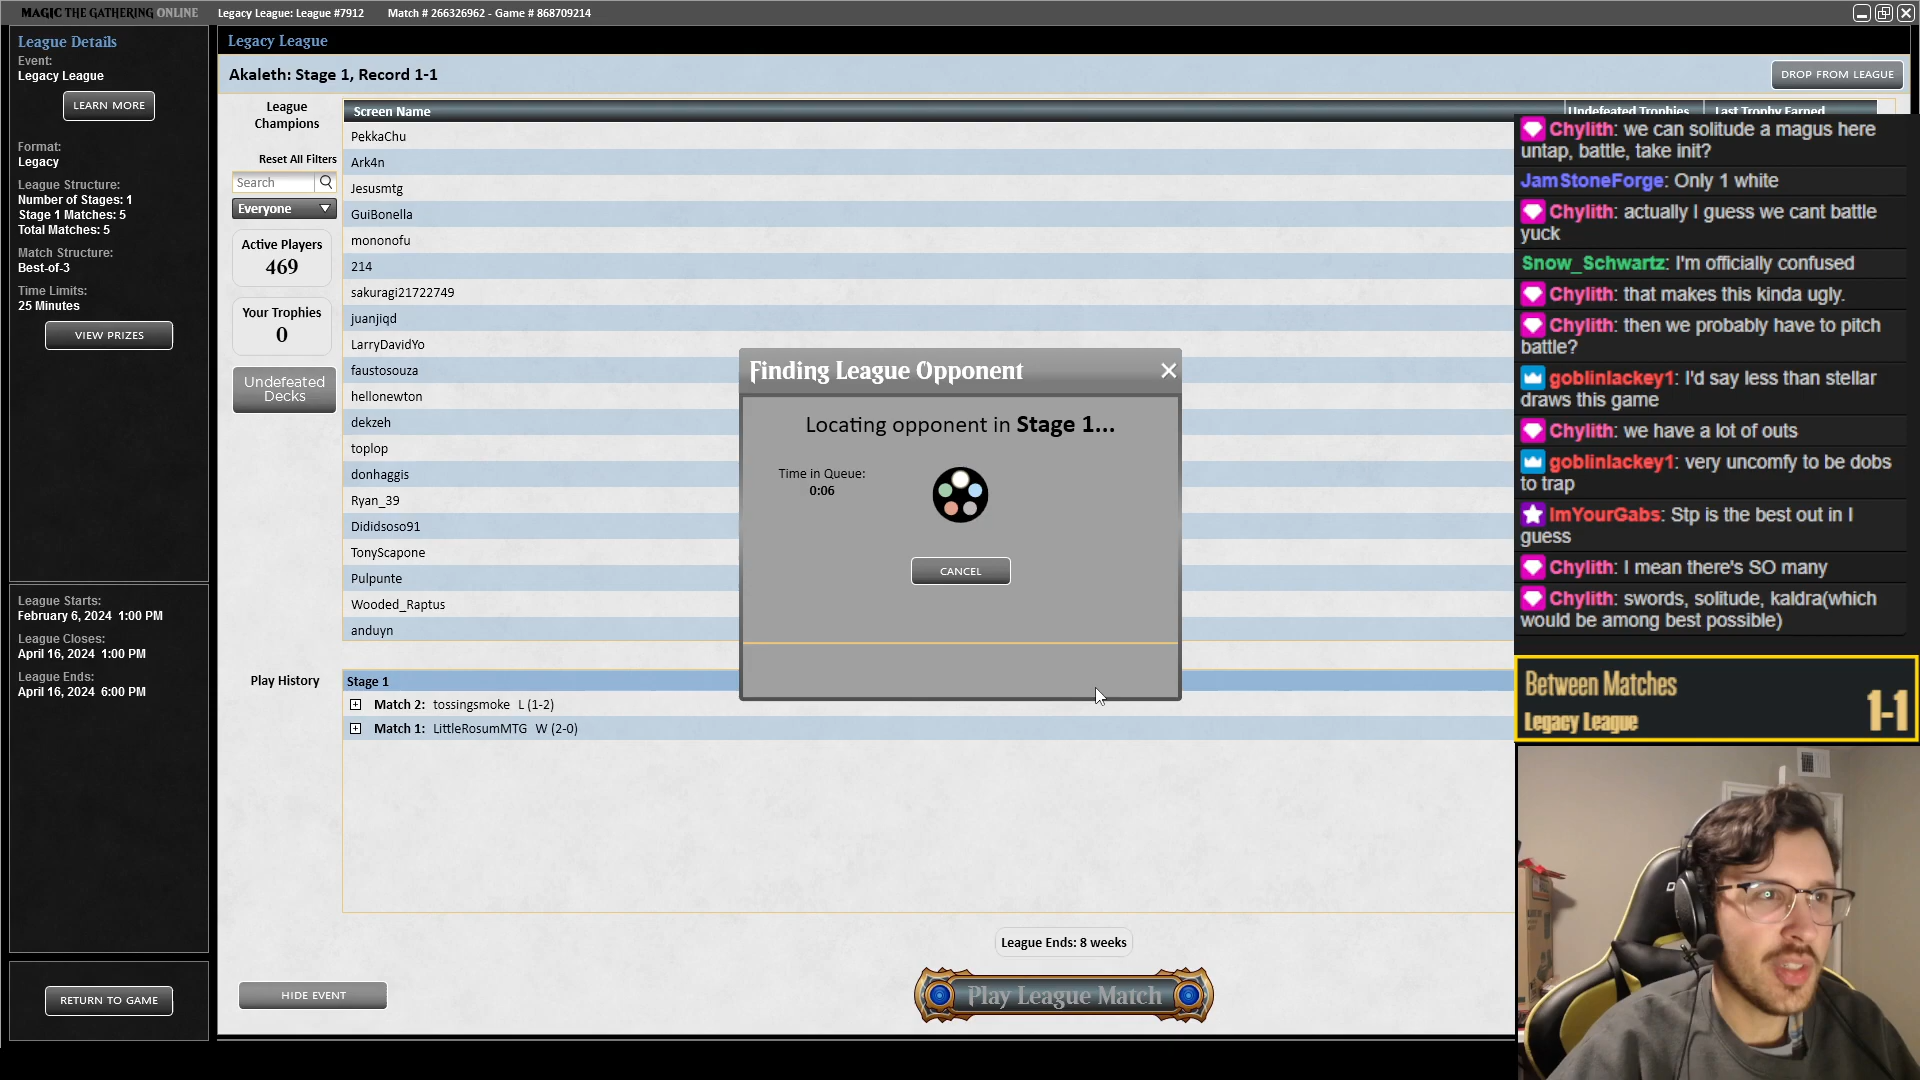 MAGIC THE GATHERING ONLINE
Legacy League: League #7912
Match # 266326962 - Game # 868709214
League Details
Event:
Legacy League
LEARN MORE
Format:
Legacy
League Structure:
Number of Stages: 1
Stage 1 Matches: 5
Total Matches: 5
Match Structure:
Best-of-3
Time Limits:
25 Minutes
VIEW PRIZES
League Starts:
February 6, 2024 1:00 PM
League Closes:
April 16, 2024 1:00 PM
League Ends:
April 16, 2024 6:00 PM
RETURN TO GAME
Legacy League
Akaleth: Stage 1, Record 1-1
DROP FROM LEAGUE
League
Champions
Reset All Filters
Search
Everyone
Active Players
469
Your Trophies
0
Undefeated
Decks
Screen Name
Undefeated Trophies
Last Trophy Earned
PekkaChu
Ark4n
Jesusmtg
GuiBonella
mononofu
214
sakuragi21722749
juanjiqd
LarryDavidYo
faustosouza
hellonewton
dekzeh
toplop
donhaggis
Ryan_39
Dididsoso91
TonyScapone
Pulpunte
Wooded_Raptus
anduyn
Finding League Opponent
Locating opponent in Stage 1...
Time in Queue:
0:06
CANCEL
Play History
Stage 1
Match 2: tossingsmoke L (1-2)
Match 1: LittleRosumMTG W (2-0)
League Ends: 8 weeks
HIDE EVENT
Play League Match
Chylith: we can solitude a magus here
untap, battle, take init?
JamStoneForge: Only 1 white
Chylith: actually I guess we cant battle
yuck
Snow_Schwartz: I'm officially confused
Chylith: that makes this kinda ugly.
Chylith: then we probably have to pitch
battle?
goblinlackey1: I'd say less than stellar
draws this game
Chylith: we have a lot of outs
goblinlackey1: very uncomfy to be dobs
to trap
ImYourGabs: Stp is the best out in I
guess
Chylith: I mean there's SO many
Chylith: swords, solitude, kaldra(which
would be among best possible)
Between Matches
Legacy League
1-1